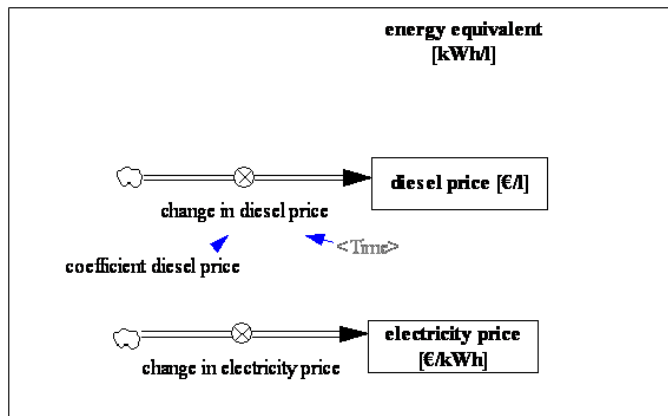 energy equivalent
[kWh/l]
diesel price [€/l]
change in diesel price
<Time>
coefficient diesel price
electricity price
[€/kWh]
change in electricity price